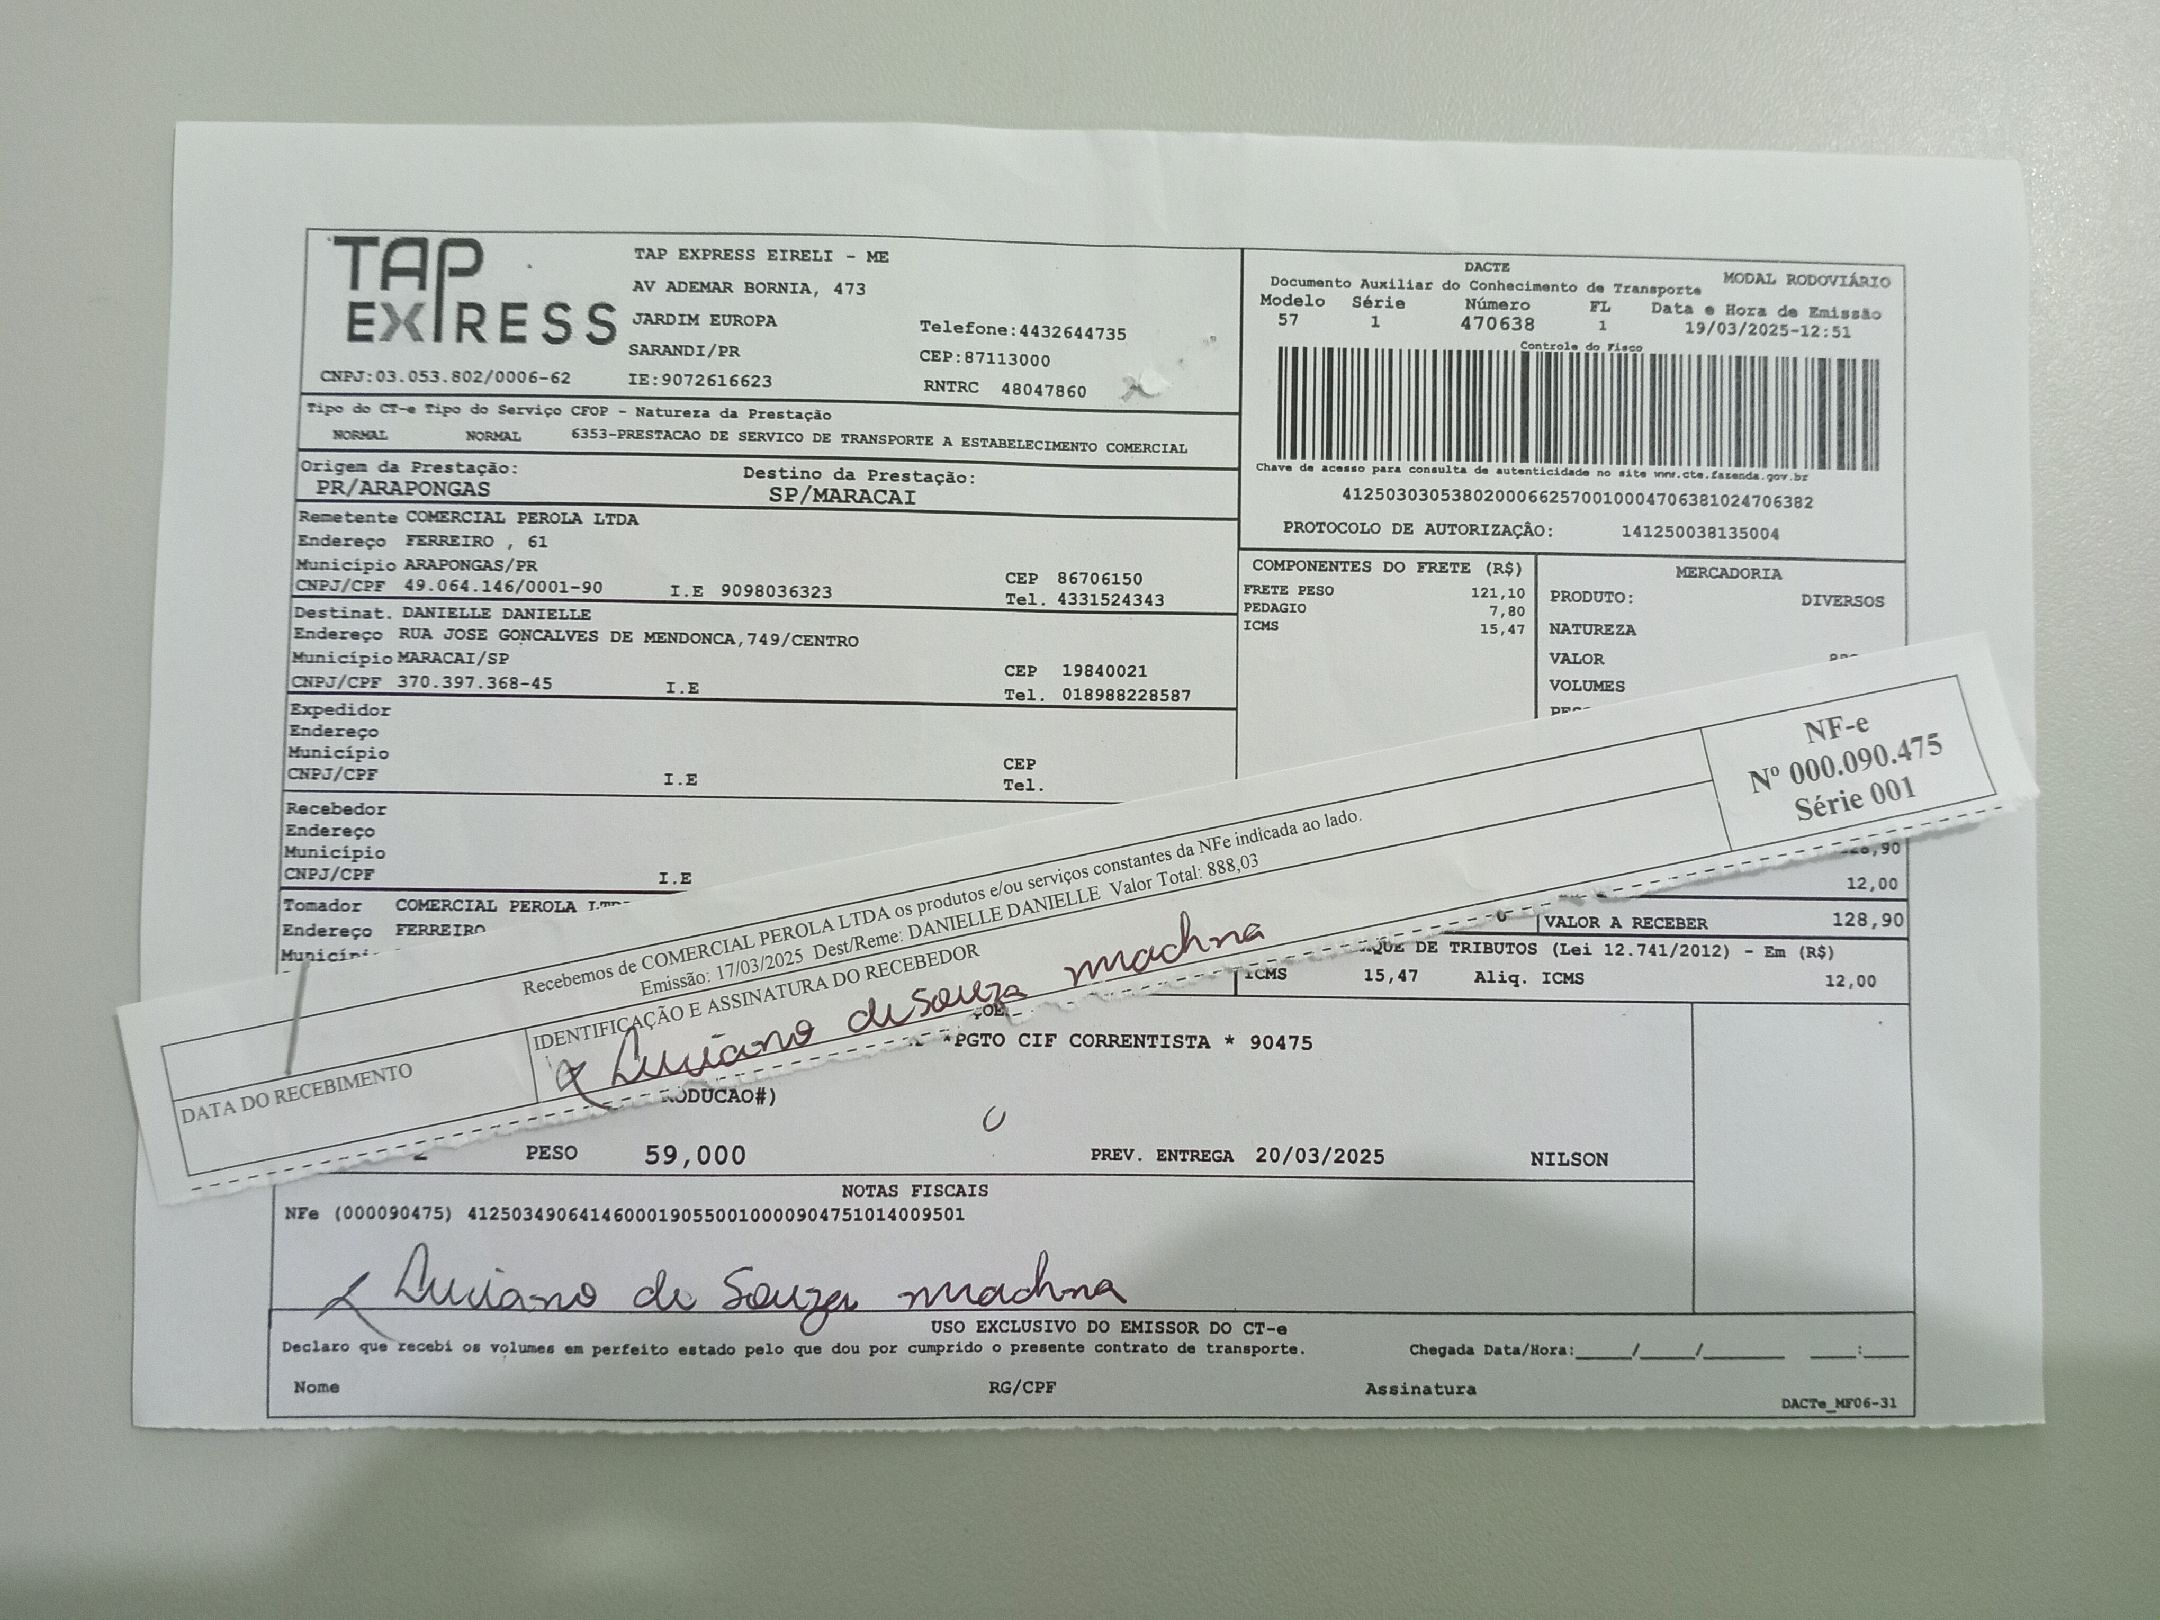 TAP EXPRESS
TAP EXPRESS EIRELI - ME
AV ADEMAR BORNIA, 473
JARDIM EUROPA
Telefone:4432644735
SARANDI/PR
CEP:87113000
CNPJ:03.053.802/0006-62
IE:9072616623
RNTRC 48047860
DACTE
MODAL RODOVIÁRIO
Documento Auxiliar do Conhecimento de Transporte
Modelo Série Número FL Data e Hora de Emissão
57 1 470638 1 19/03/2025-12:51
Controle do Fisco
Chave de acesso para consulta de autenticidade no site www.cte.fazenda.gov.br
41250303053802000662570010004706381024706382
PROTOCOLO DE AUTORIZAÇÃO: 141250038135004
Tipo do CT-e Tipo do Serviço CFOP - Natureza da Prestação
NORMAL NORMAL 6353-PRESTACAO DE SERVICO DE TRANSPORTE A ESTABELECIMENTO COMERCIAL
Origem da Prestação: Destino da Prestação:
PR/ARAPONGAS SP/MARACAI
Remetente COMERCIAL PEROLA LTDA
Endereço FERREIRO , 61
Município ARAPONGAS/PR CEP 86706150
CNPJ/CPF 49.064.146/0001-90 I.E 9098036323 Tel. 4331524343
Destinat. DANIELLE DANIELLE
Endereço RUA JOSE GONCALVES DE MENDONCA,749/CENTRO
Município MARACAI/SP CEP 19840021
CNPJ/CPF 370.397.368-45 I.E Tel. 018988228587
Expedidor
Endereço
Município CEP
CNPJ/CPF I.E Tel.
Recebedor
Endereço
Município
CNPJ/CPF I.E
Tomador COMERCIAL PEROLA
Endereço FERREIRO
COMPONENTES DO FRETE (R$)
FRETE PESO 121,10
PEDAGIO 7,80
ICMS 15,47
MERCADORIA
PRODUTO: DIVERSOS
NATUREZA
VALOR
VOLUMES
12,00
VALOR A RECEBER 128,90
DE TRIBUTOS (Lei 12.741/2012) - Em (R$)
ICMS 15,47 Aliq. ICMS 12,00
Recebemos de COMERCIAL PEROLA LTDA os produtos e/ou serviços constantes da NFe indicada ao lado.
Emissão: 17/03/2025 Dest/Reme: DANIELLE DANIELLE Valor Total: 888,03
DATA DO RECEBIMENTO
IDENTIFICAÇÃO E ASSINATURA DO RECEBEDOR
Luciano de Souza machna
NF-e
Nº 000.090.475
Série 001
*PGTO CIF CORRENTISTA * 90475
PESO 59,000 PREV. ENTREGA 20/03/2025 NILSON
NOTAS FISCAIS
NFe (000090475) 41250349064146000190550010000904751014009501
Luciano de Souza machna
USO EXCLUSIVO DO EMISSOR DO CT-e
Declaro que recebi os volumes em perfeito estado pelo que dou por cumprido o presente contrato de transporte. Chegada Data/Hora:_____/_____/_______ ____:____
Nome RG/CPF Assinatura
DACTe_MF06-31